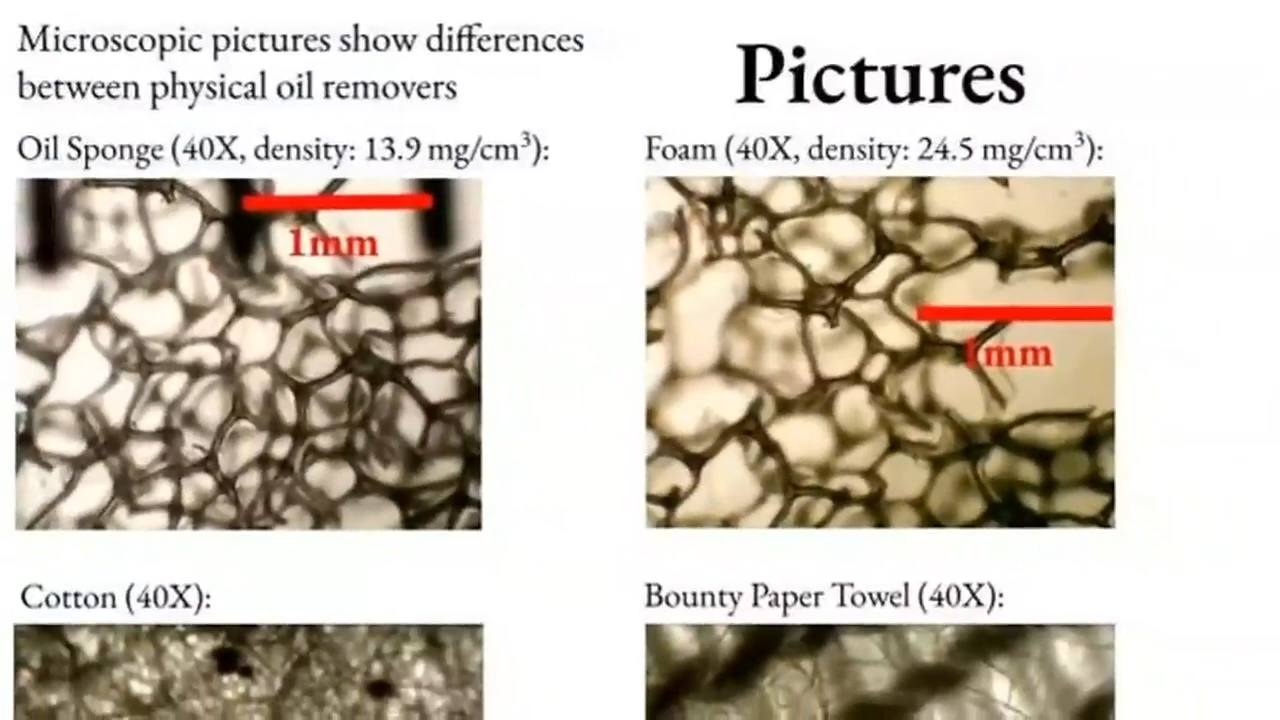 Microscopic pictures show differences
between physical oil removers
Pictures
Oil Sponge (40X, density: 13.9 mg/cm³):
Foam (40X, density: 24.5 mg/cm³):
1mm
1mm
Cotton (40X):
Bounty Paper Towel (40X):